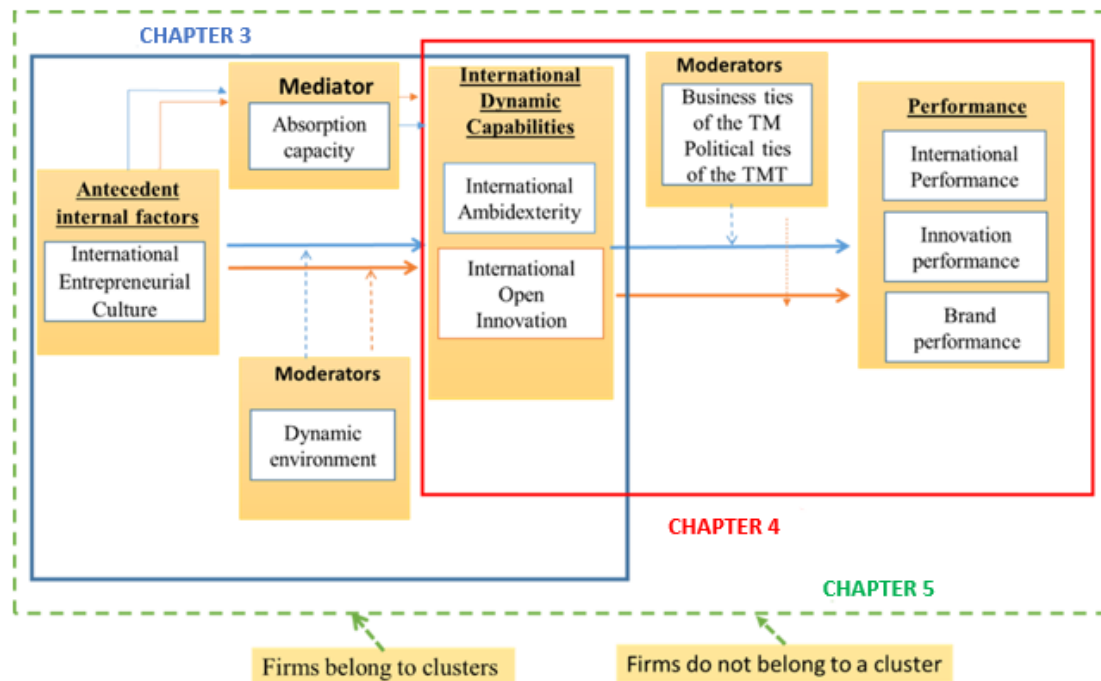 CHAPTER 3
Mediator
Absorption
capacity
Antecedent
internal factors
International
Entrepreneurial
Culture
Moderators
Dynamic
environment
International
Dynamic
Capabilities
International
Ambidexterity
International
Open
Innovation
Moderators
Business ties
of the TM
Political ties
of the TMT
Performance
International
Performance
Innovation
performance
Brand
performance
CHAPTER 4
CHAPTER 5
Firms belong to clusters
Firms do not belong to a cluster